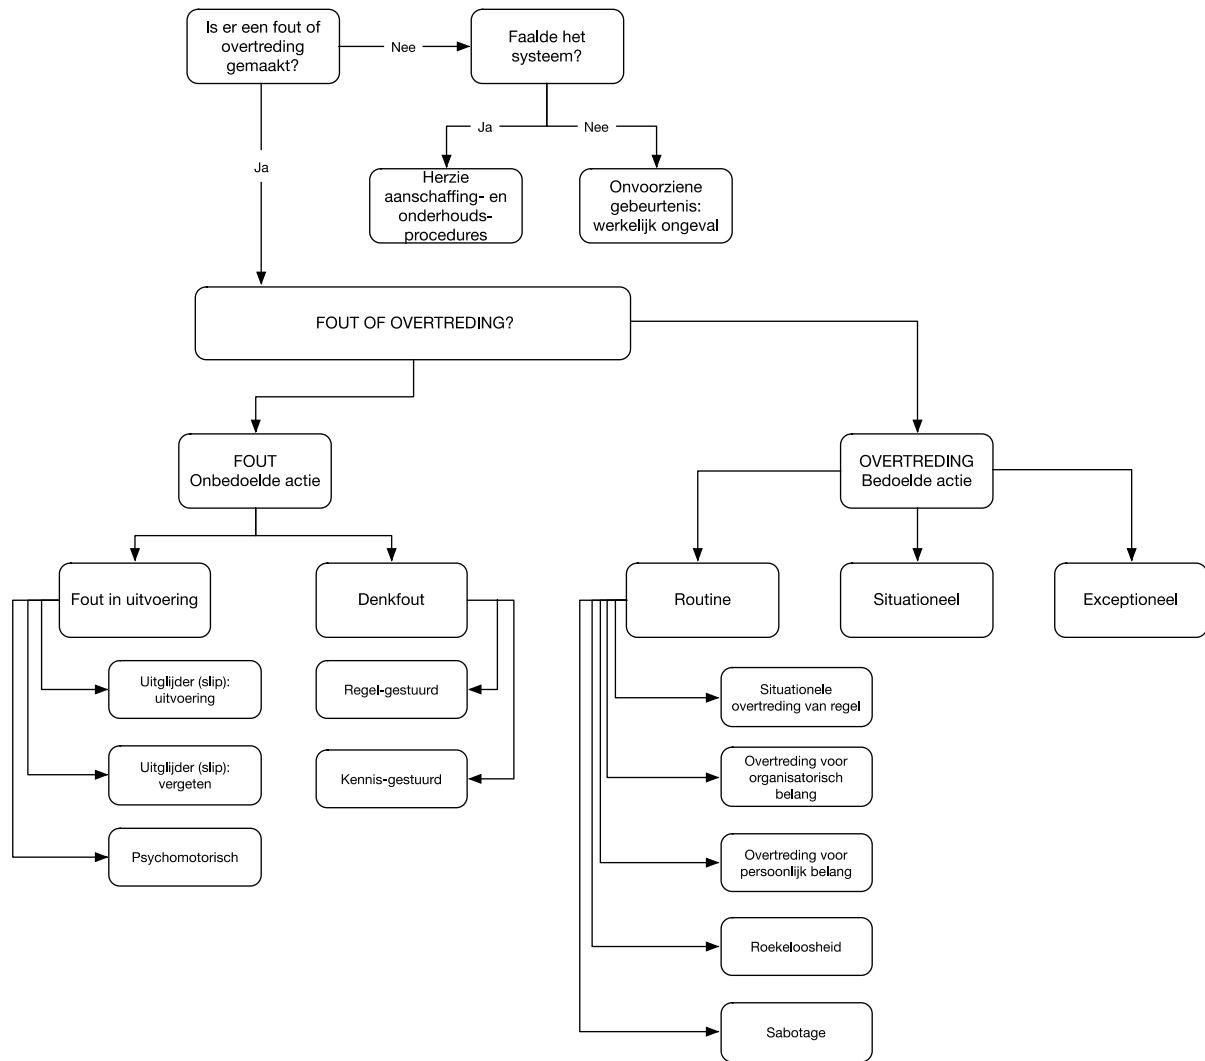 Is er een fout of
overtreding
gemaakt?
Nee
Faalde het
systeem?
Ja
Nee
Ja
Herzie
aanschaffing- en
onderhouds-
procedures
Onvoorziene
gebeurtenis:
werkelijk ongeval
FOUT OF OVERTREDING?
FOUT
Onbedoelde actie
OVERTREDING
Bedoelde actie
Fout in uitvoering
Denkfout
Routine
Situationeel
Exceptioneel
Uitglijder (slip):
uitvoering
Regel-gestuurd
Situationele
overtreding van regel
Uitglijder (slip):
vergeten
Kennis-gestuurd
Overtreding voor
organisatorisch
belang
Psychomotorisch
Overtreding voor
persoonlijk belang
Roekeloosheid
Sabotage